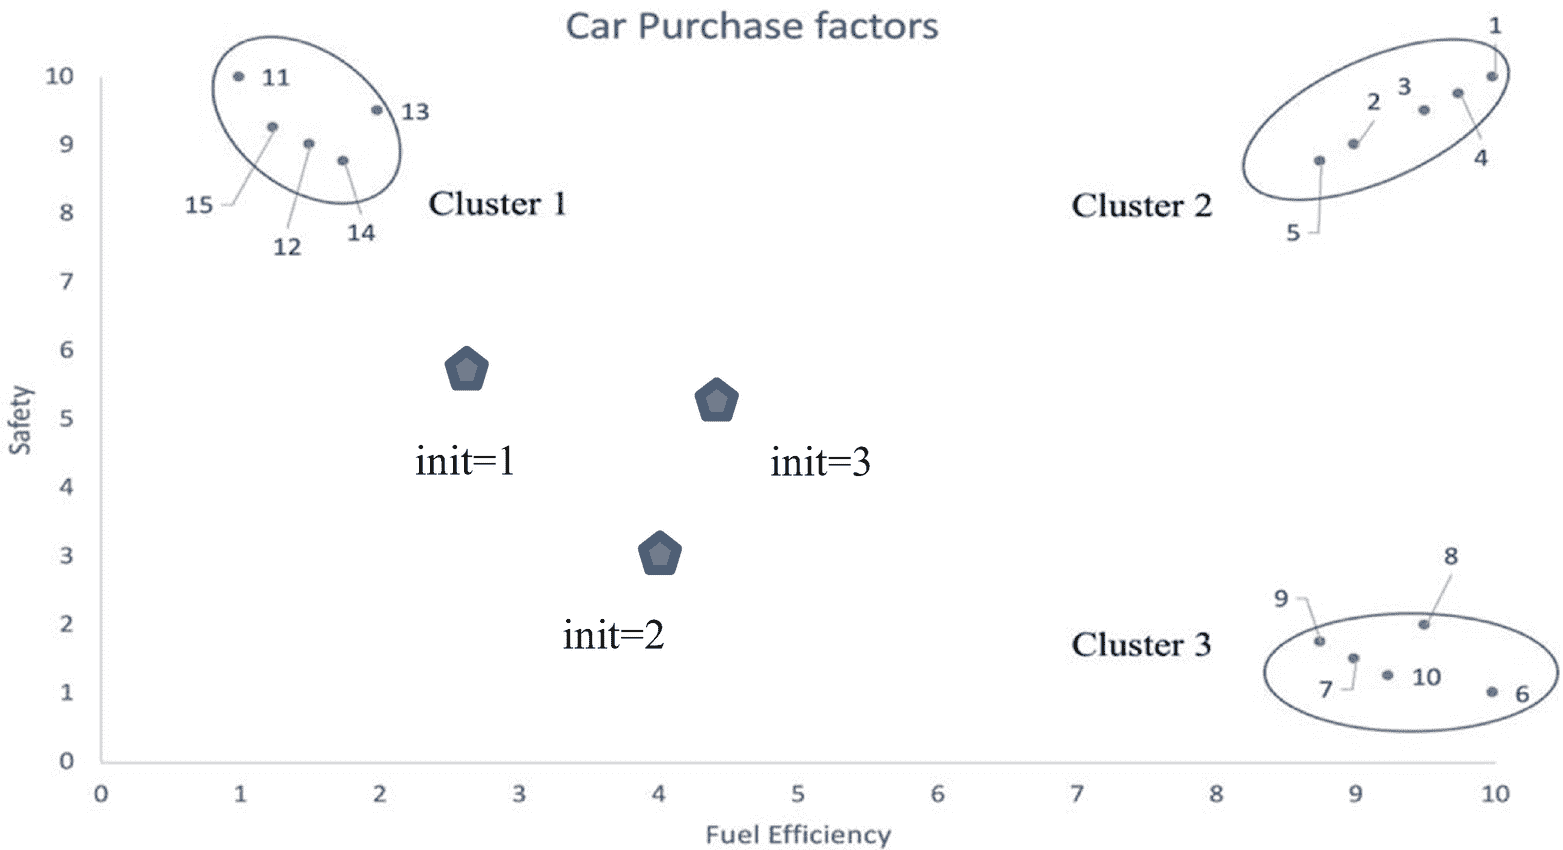 Car Purchase factors
1
10
11
3
2
13
9
4
15
12
14
Cluster 1
Cluster 2
8
5
7
6
Safety
5
init=1
init=3
4
3
8
9
2
init=2
Cluster 3
7
10
6
1
0
0 1 2 3 4 5 6 7 8 9 10
Fuel Efficiency